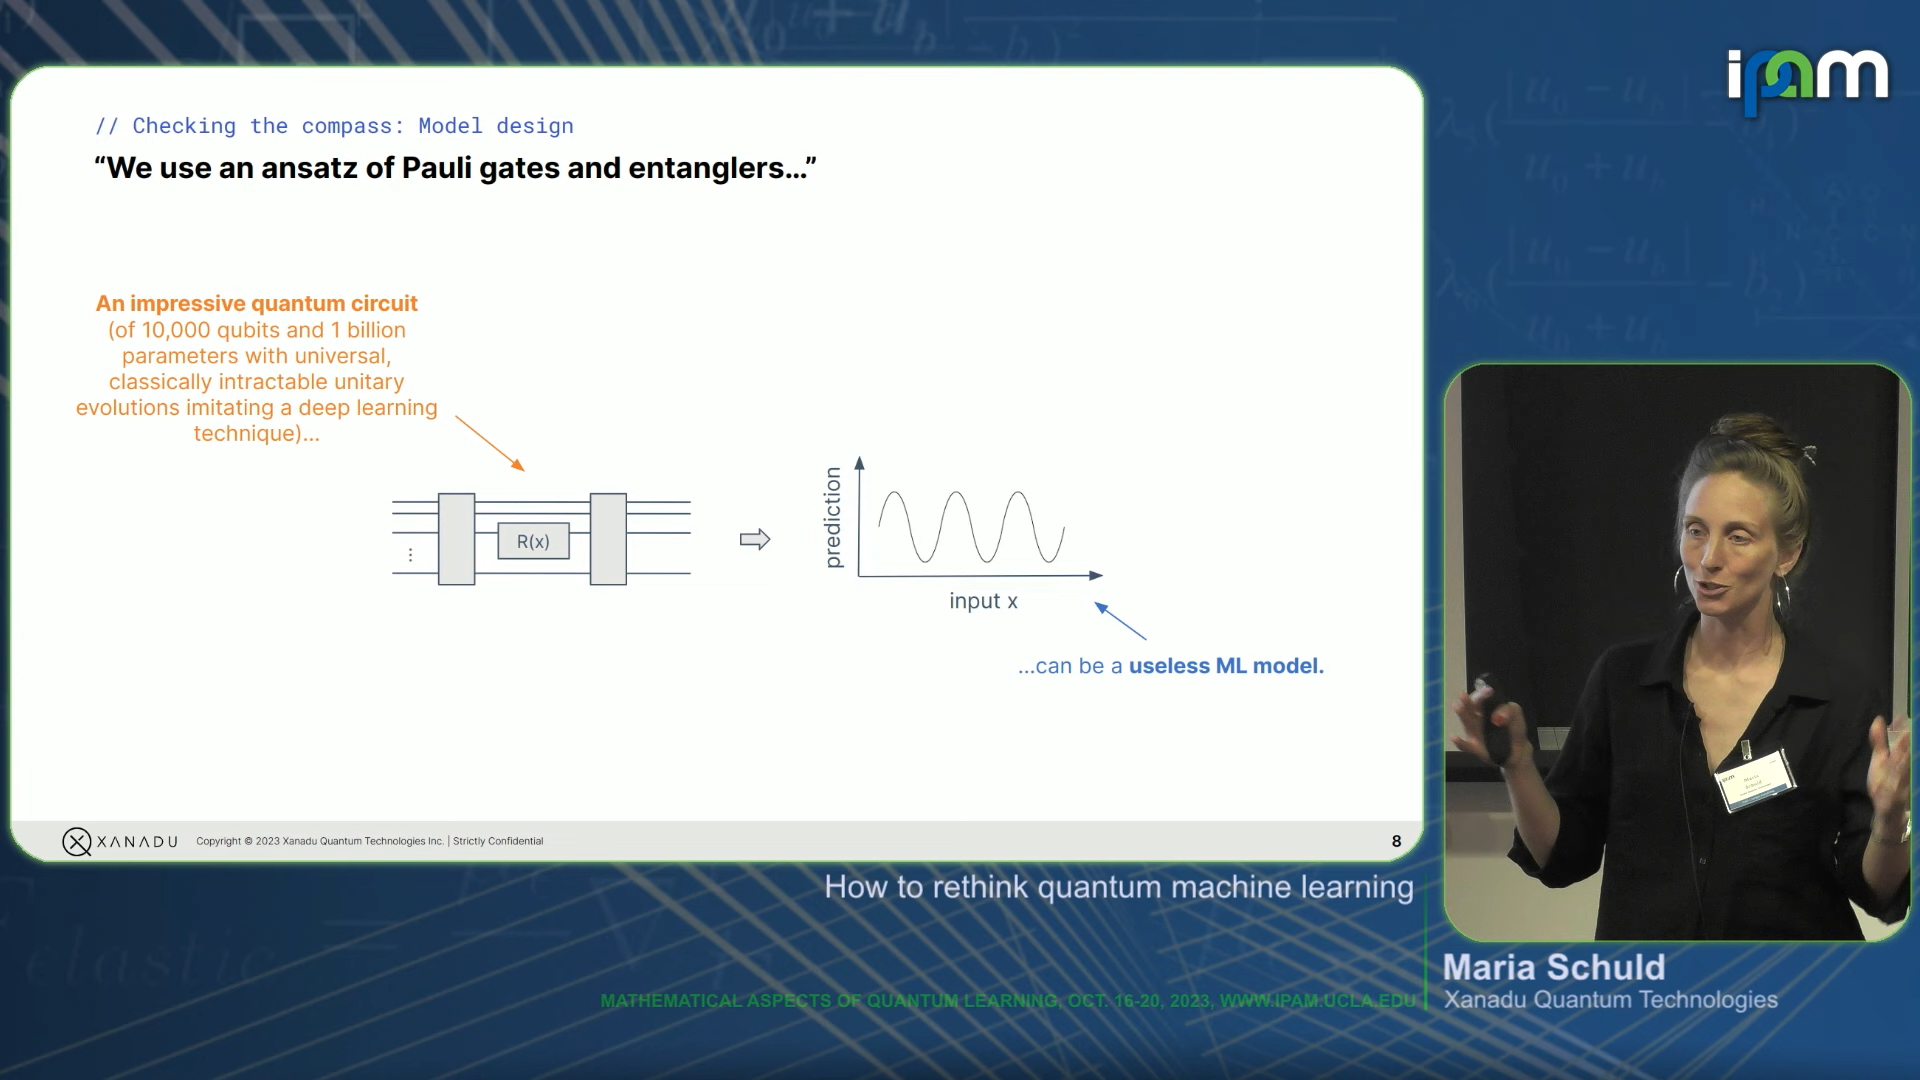 ipam
// Checking the compass: Model design
“We use an ansatz of Pauli gates and entanglers...”
An impressive quantum circuit
(of 10,000 qubits and 1 billion
parameters with universal,
classically intractable unitary
evolutions imitating a deep learning
technique)...
R(x)
prediction
input x
...can be a useless ML model.
XANADU
Copyright © 2023 Xanadu Quantum Technologies Inc. | Strictly Confidential
8
How to rethink quantum machine learning
Maria Schuld
Xanadu Quantum Technologies
MATHEMATICAL ASPECTS OF QUANTUM LEARNING, OCT. 16-20, 2023, WWW.IPAM.UCLA.EDU
elastic